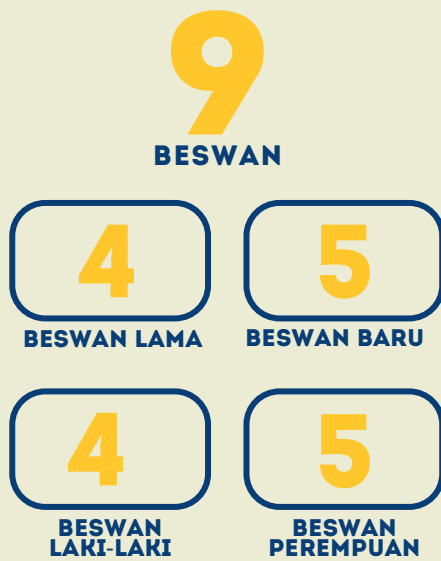 9
BESWAN
4
5
BESWAN LAMA
BESWAN BARU
4
5
BESWAN
LAKI-LAKI
BESWAN
PEREMPUAN